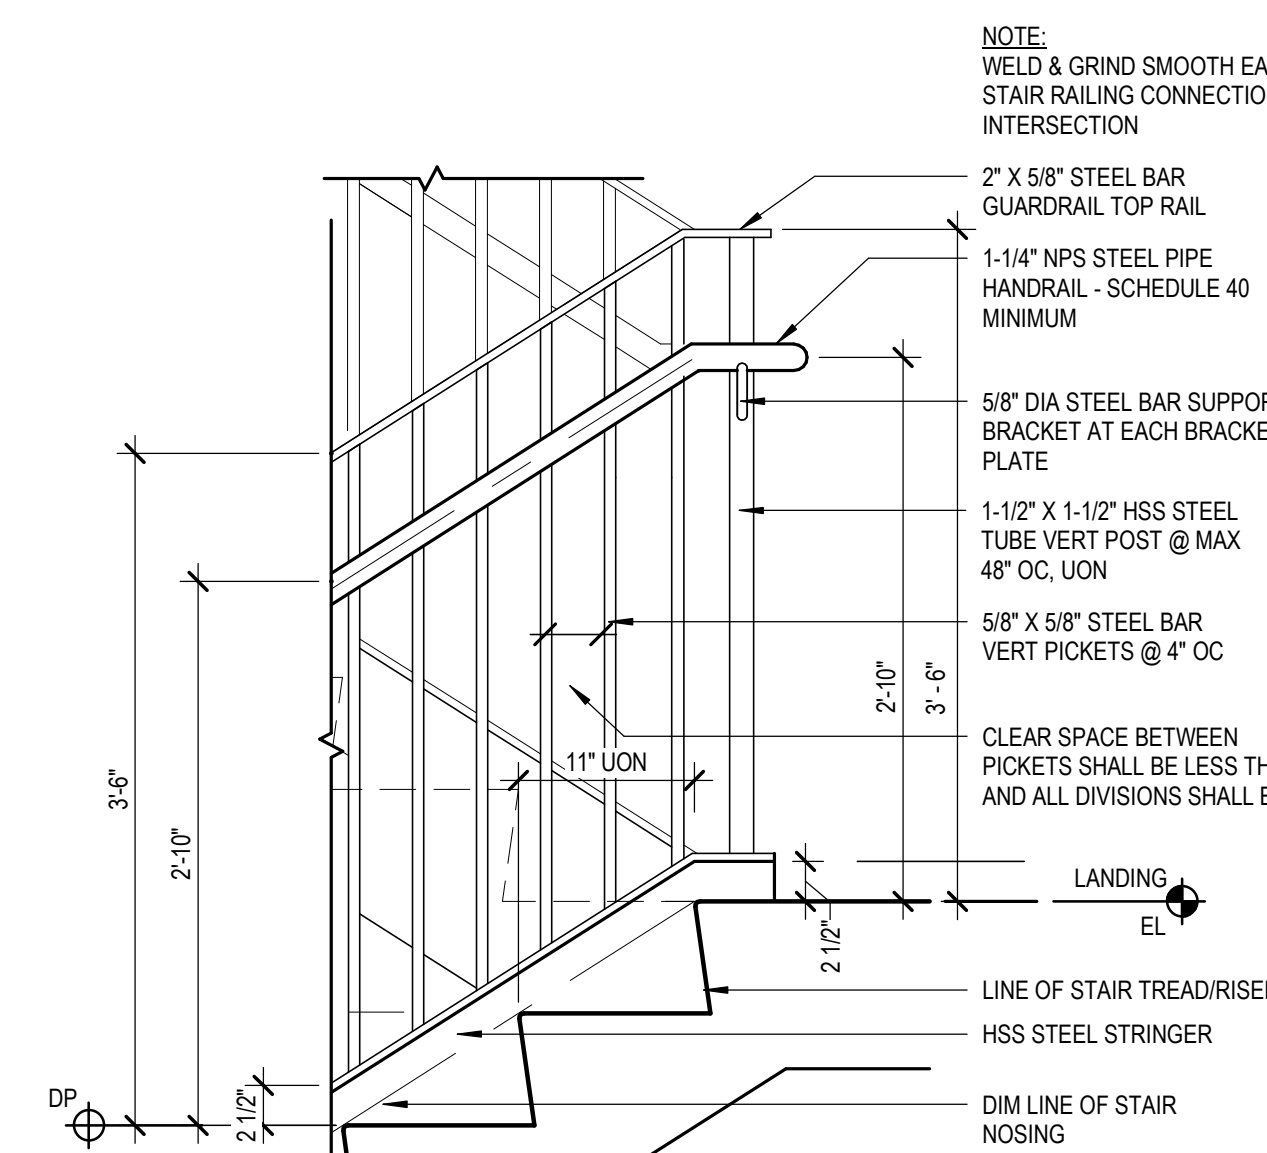 NOTE:
WELD & GRIND SMOOTH EA
STAIR RAILING CONNECTIO
INTERSECTION
2" X 5/8" STEEL BAR
GUARDRAIL TOP RAIL
1-1/4" NPS STEEL PIPE
HANDRAIL - SCHEDULE 40
MINIMUM
5/8" DIA STEEL BAR SUPPOR
BRACKET AT EACH BRACKE
PLATE
1-1/2" X 1-1/2" HSS STEEL
TUBE VERT POST @ MAX
48" OC, UON
5/8" X 5/8" STEEL BAR
VERT PICKETS @ 4" OC
CLEAR SPACE BETWEEN
PICKETS SHALL BE LESS TH
AND ALL DIVISIONS SHALL B
11" UON
3'-6"
2'-10"
2'-10"
3' - 6"
LANDING
EL
2 1/2"
LINE OF STAIR TREAD/RISE
HSS STEEL STRINGER
DP
2 1/2"
DIM LINE OF STAIR
NOSING